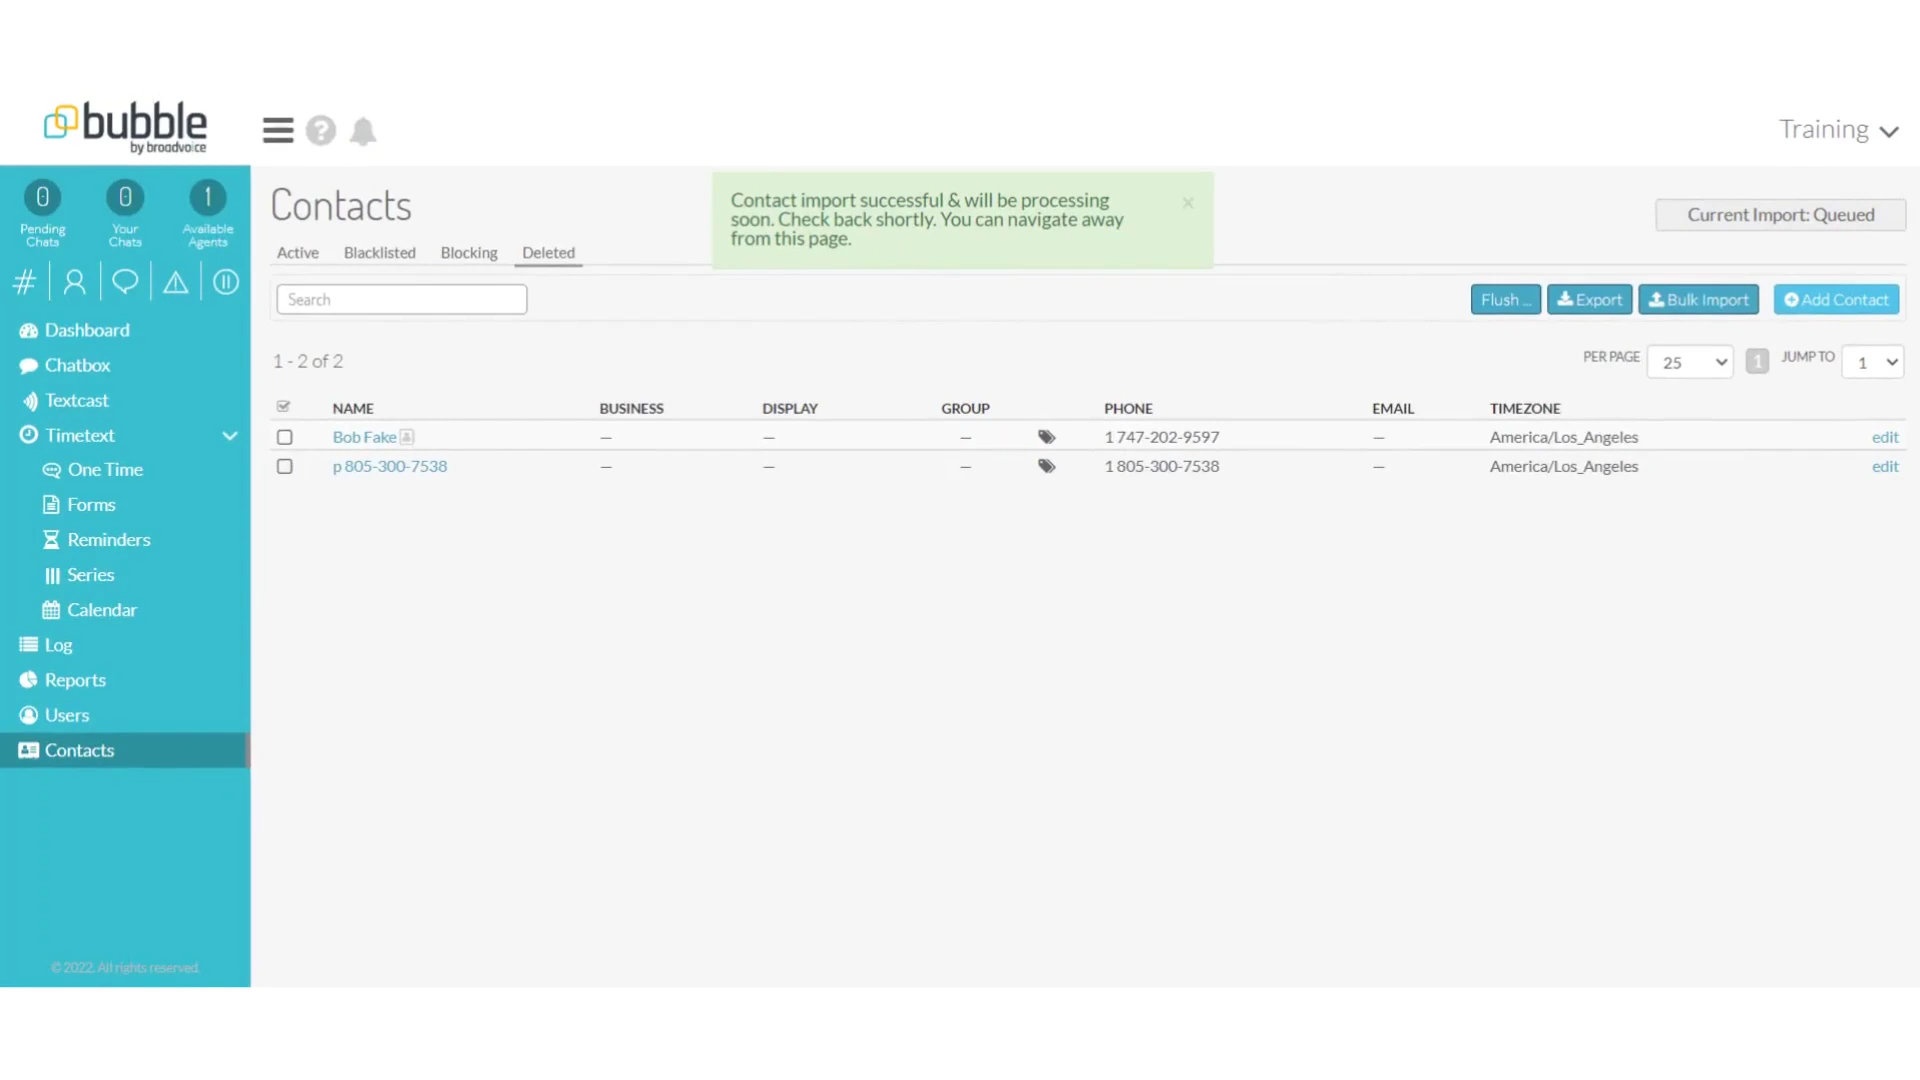 bubble
by broadvoice
?
Training
0
0
1
Pending
Chats
Your
Chats
Available
Agents
Contacts
Contact import successful & will be processing
soon. Check back shortly. You can navigate away
from this page.
×
Current Import: Queued
Active Blacklisted Blocking Deleted
#
Search
Flush ... Export Bulk Import Add Contact
Dashboard
Chatbox
Textcast
Timetext
One Time
Forms
Reminders
Series
Calendar
Log
Reports
Users
Contacts
1 - 2 of 2
PER PAGE 25 1 JUMP TO 1
NAME BUSINESS DISPLAY GROUP PHONE EMAIL TIMEZONE
Bob Fake — — — 1 747-202-9597 — America/Los_Angeles edit
p 805-300-7538 — — — 1 805-300-7538 — America/Los_Angeles edit
© 2022. All rights reserved.